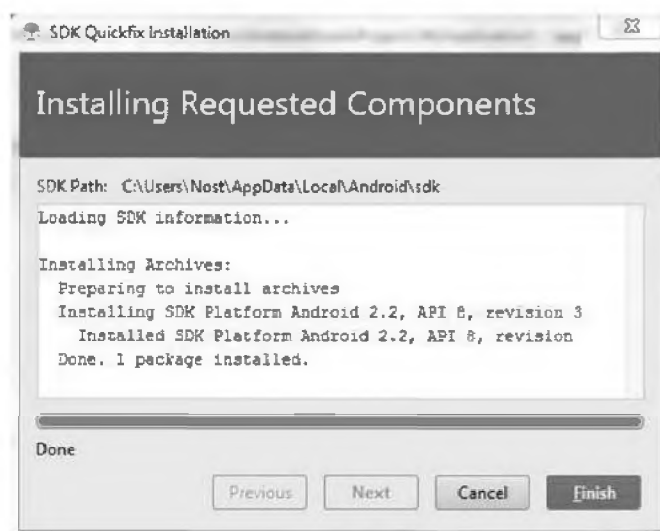 SDK Quickfix Installation
Installing Requested Components
SDK Path: C:\Users\Nost\AppData\Local\Android\sdk
Loading SDK information...
Installing Archives:
Preparing to install archives
Installing SDK Platform Android 2.2, API 8, revision 3
Installed SDK Platform Android 2.2, API 8, revision
Done. 1 package installed.
Done
Previous
Next
Cancel
Finish